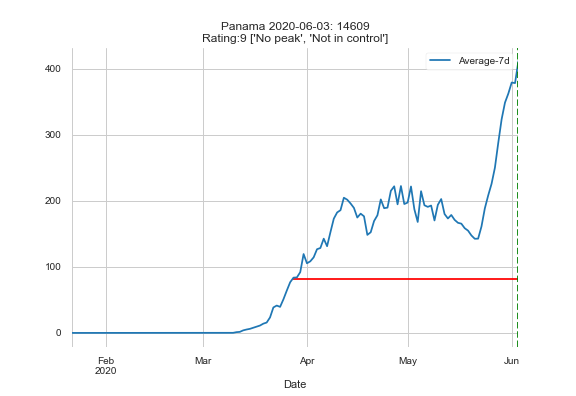 Panama 2020-06-03: 14609
Rating:9 ['No peak', 'Not in control']
Average-7d
400
300
200
100
0
Feb Mar Apr May Jun
2020
Date